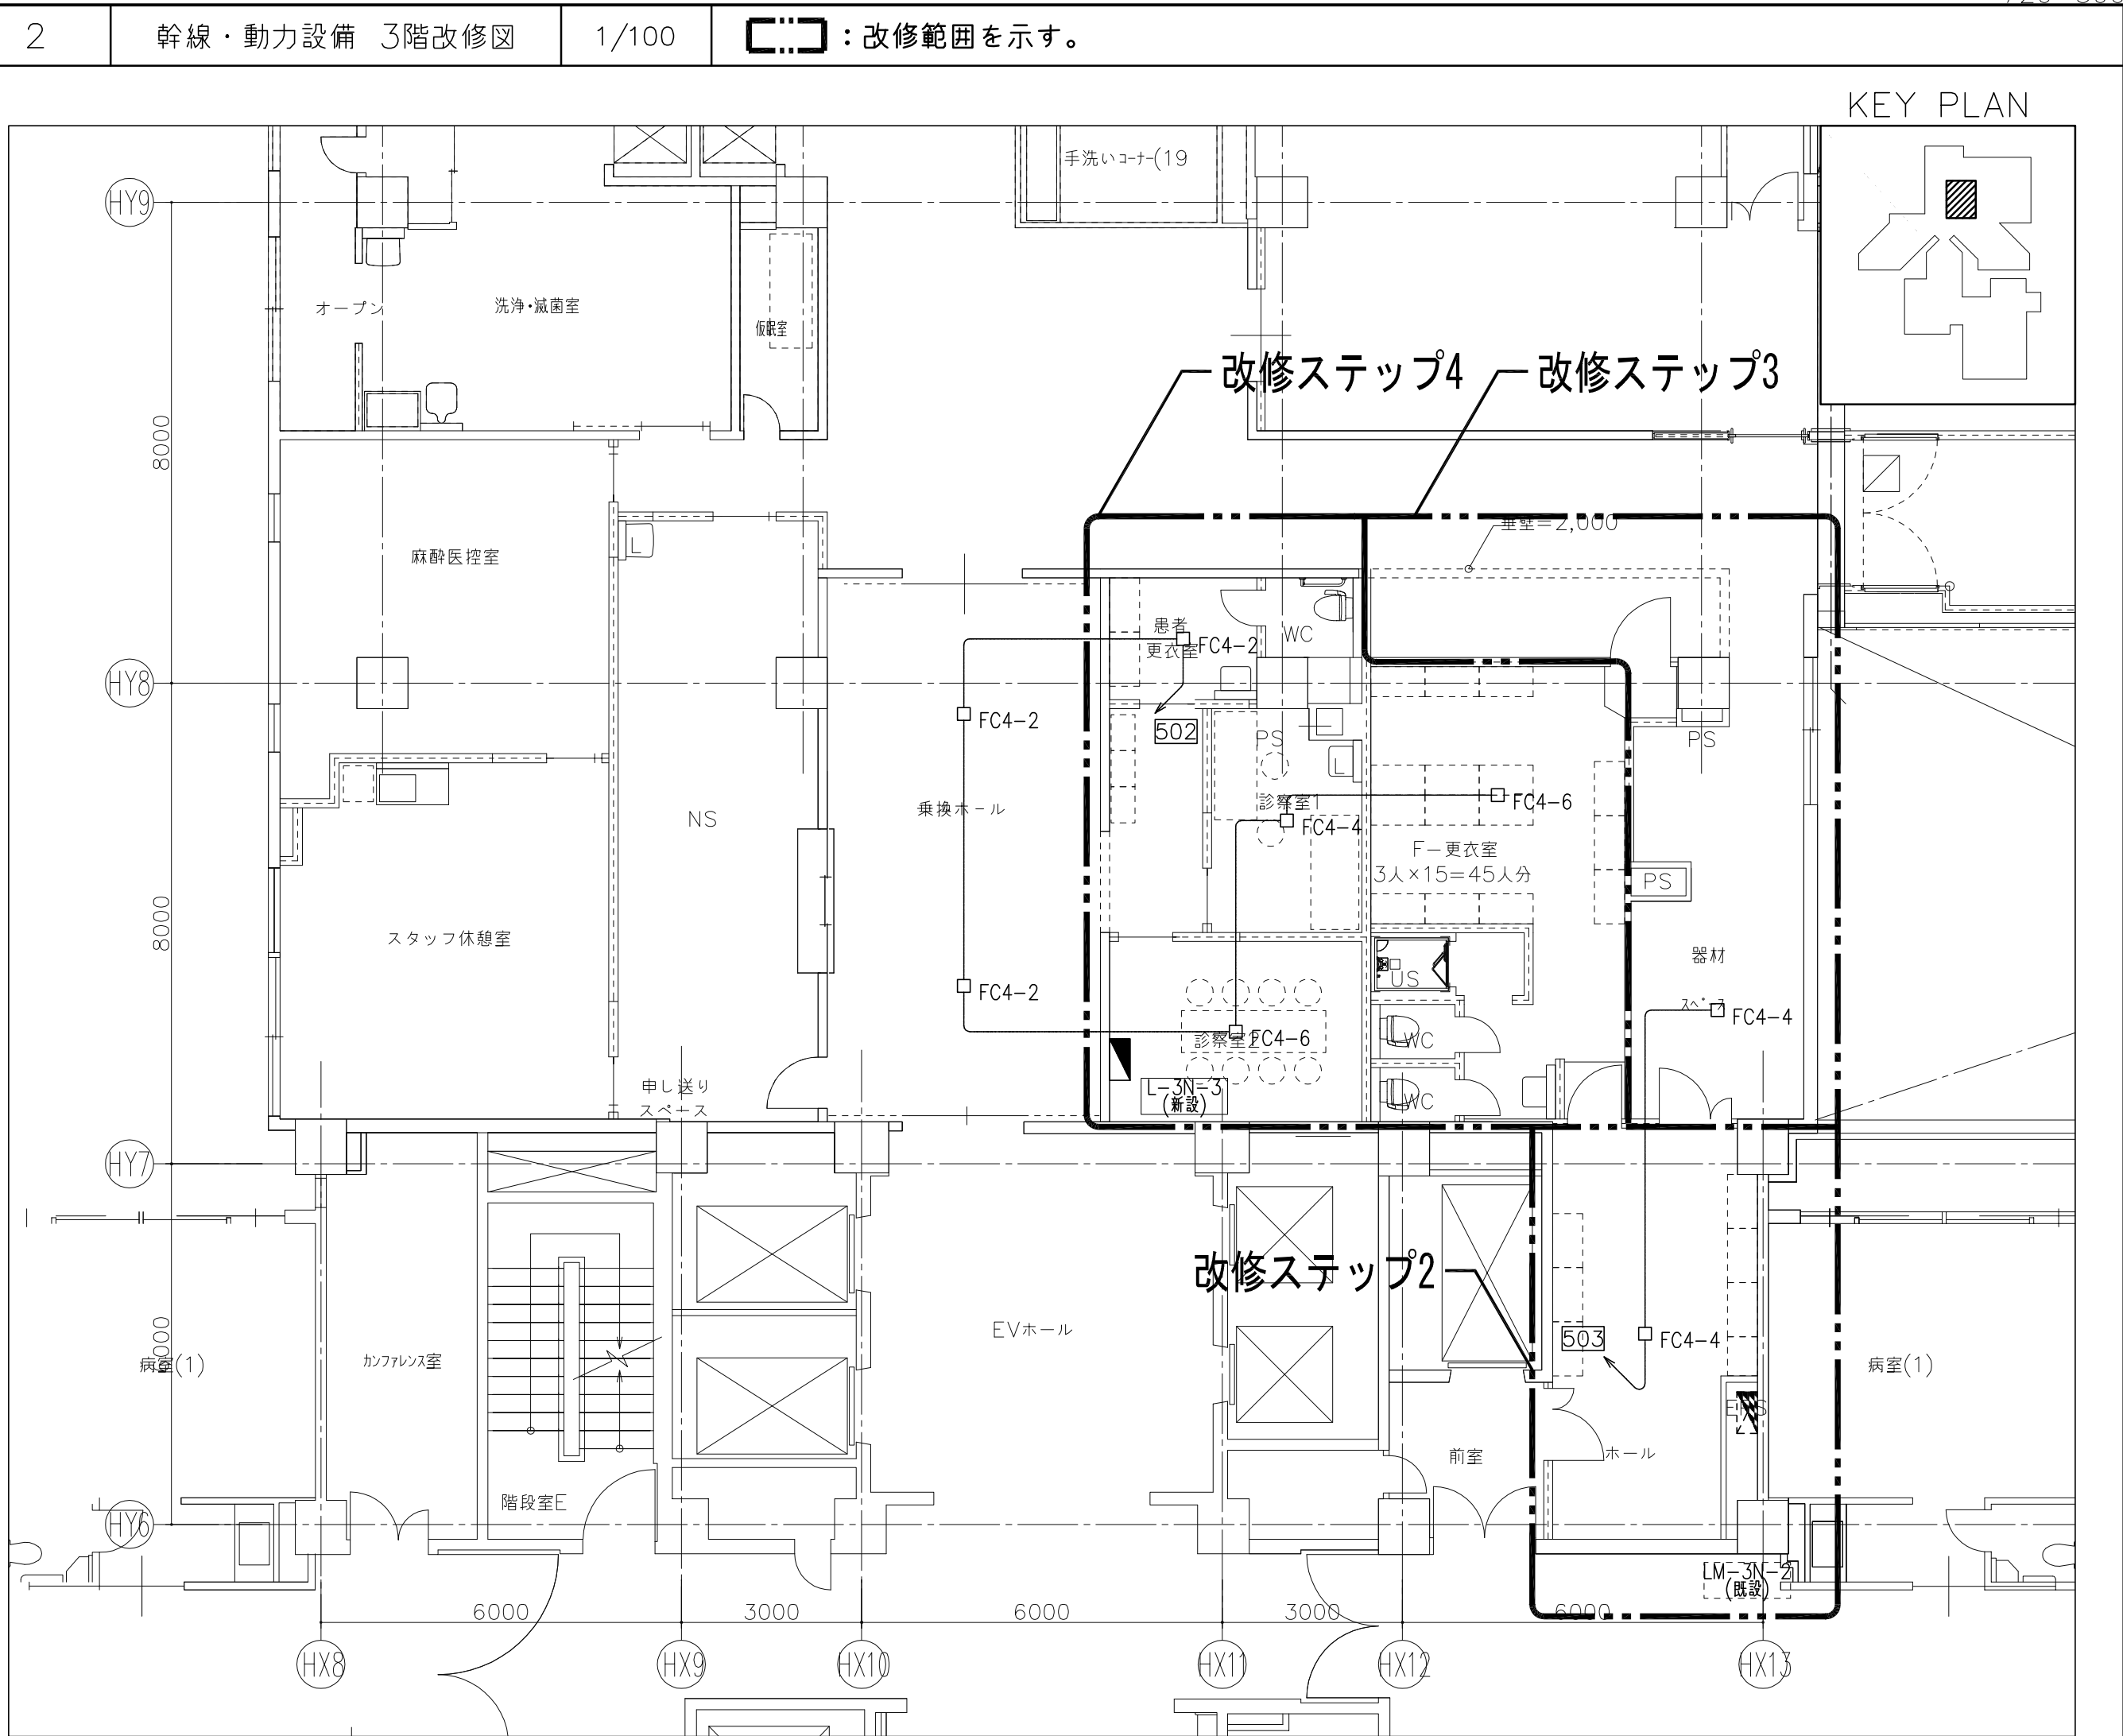 2
幹線・動力設備 3階改修図
1/100
：改修範囲を示す。
KEY PLAN
手洗いコーナー(19
HY9
オープン
洗浄・滅菌室
仮眠室
改修ステップ4
改修ステップ3
8000
垂壁=2,000
麻酔医控室
L
患者
更衣室
FC4-2
WC
HY8
FC4-2
502
PS
PS
L
NS
乗換ホール
診察室1
FC4-6
FC4-4
F−更衣室
3人×15=45人分
PS
8000
スタッフ休憩室
器材
スペース
US
FC4-2
FC4-4
診察室2
FC4-6
WC
申し送り
スペース
L-3N-3
(新設)
WC
HY7
改修ステップ2
EVホール
503
FC4-4
病室(1)
カンファレンス室
病室(1)
EPS
前室
ホール
階段室E
HY6
LM-3N-2
(既設)
6000
3000
6000
3000
6000
HX8
HX9
HX10
HX11
HX12
HX13